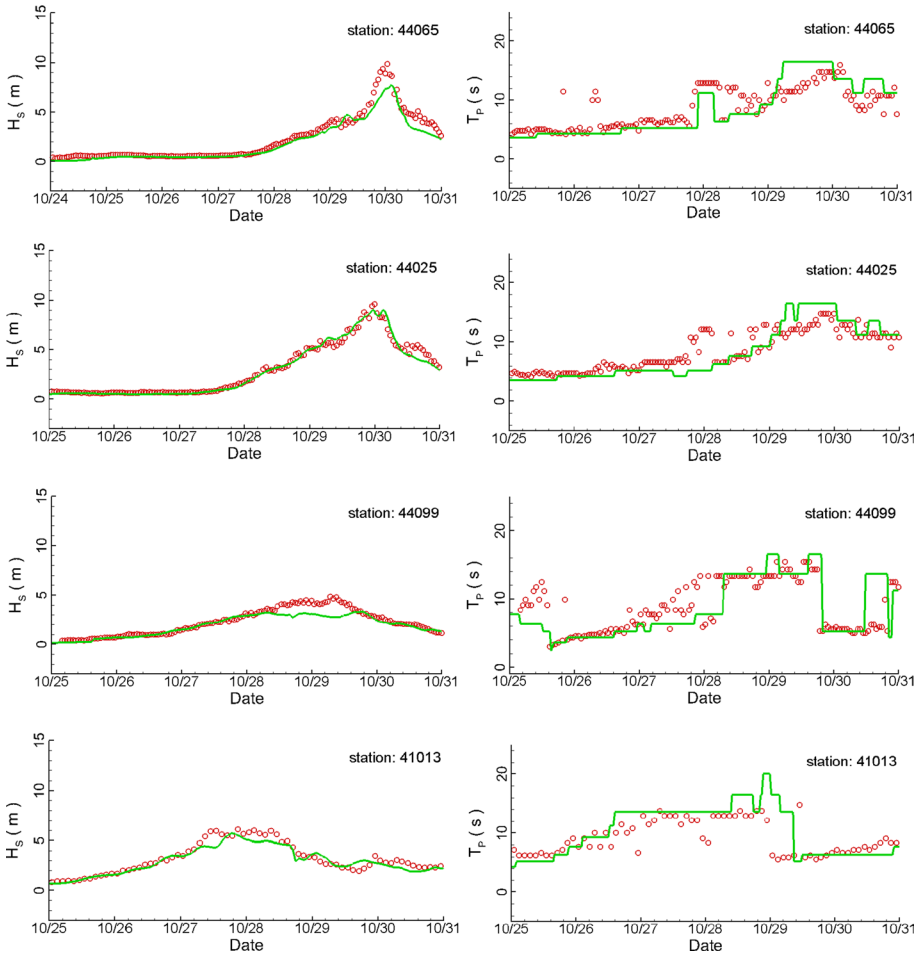 15
10
5
0
H_S ( m )
station: 44065
10/24 10/25 10/26 10/27 10/28 10/29 10/30 10/31
Date
20
10
0
T_P ( s )
station: 44065
10/25 10/26 10/27 10/28 10/29 10/30 10/31
Date
15
10
5
0
H_S ( m )
station: 44025
10/25 10/26 10/27 10/28 10/29 10/30 10/31
Date
20
10
0
T_P ( s )
station: 44025
10/25 10/26 10/27 10/28 10/29 10/30 10/31
Date
15
10
5
0
H_S ( m )
station: 44099
10/25 10/26 10/27 10/28 10/29 10/30 10/31
Date
20
10
0
T_P ( s )
station: 44099
10/25 10/26 10/27 10/28 10/29 10/30 10/31
Date
15
10
5
0
H_S ( m )
station: 41013
10/25 10/26 10/27 10/28 10/29 10/30 10/31
Date
20
10
0
T_P ( s )
station: 41013
10/25 10/26 10/27 10/28 10/29 10/30 10/31
Date